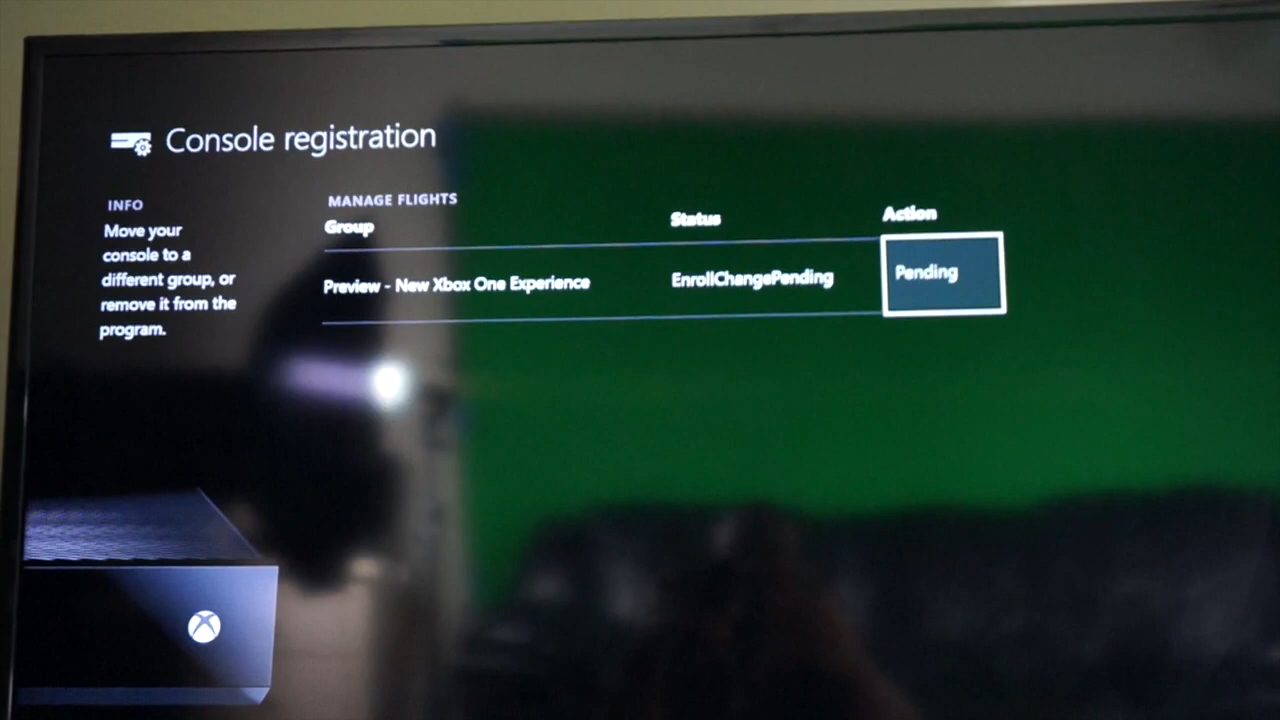 Console registration
INFO
Move your
console to a
different group, or
remove it from the
program.
MANAGE FLIGHTS
Group Status Action
Preview - New Xbox One Experience EnrollChangePending Pending